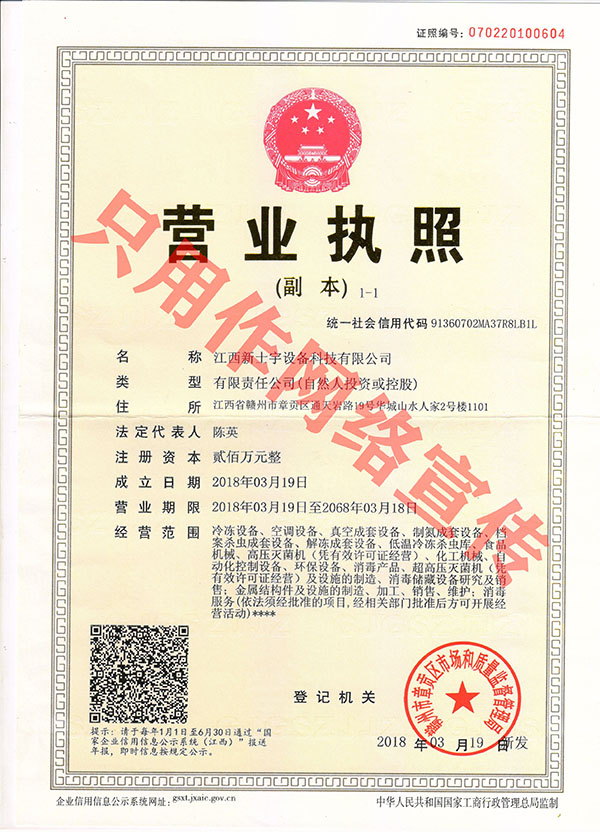 证照编号：070220100604
营业执照
（副 本）1-1
统一社会信用代码 91360702MA37R8LB1L
名 称 江西新十宇设备科技有限公司
类 型 有限责任公司(自然人投资或控股)
住 所 江西省赣州市章贡区通天岩路19号华城山水人家2号楼1101
法定代表人 陈英
注册资本 贰佰万元整
成立日期 2018年03月19日
营业期限 2018年03月19日至2068年03月18日
经营范围 冷冻设备、空调设备、真空成套设备、制氮成套设备、档
案杀虫成套设备、解冻成套设备、低温冷冻杀虫库、食品
机械、高压灭菌机（凭有效许可证经营）、化工机械、自
动化控制设备、环保设备、消毒产品、超高压灭菌机（凭
有效许可证经营）及设施的制造、消毒储藏设备研究及销
售；金属结构件及设施的制造、加工、销售、维护；消毒
服务(依法须经批准的项目,经相关部门批准后方可开展经
营活动)****
只用作网络宣传
登记机关
赣州市章贡区市场和质量监督管理局
2018 年 03 月 19 日 新发
提示：请于每年1月1日至6月30日通过“国
家企业信用信息公示系统（江西）”报送
年报，即时信息按规定公示。
企业信用信息公示系统网址：gsxt.jxaic.gov.cn
中华人民共和国国家工商行政管理总局监制